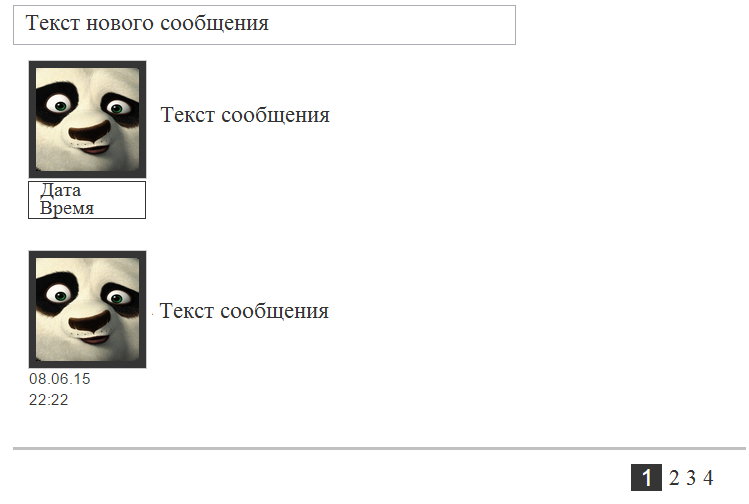 Текст нового сообщения
Текст сообщения
Дата
Время
Текст сообщения
08.06.15
22:22
1 2 3 4